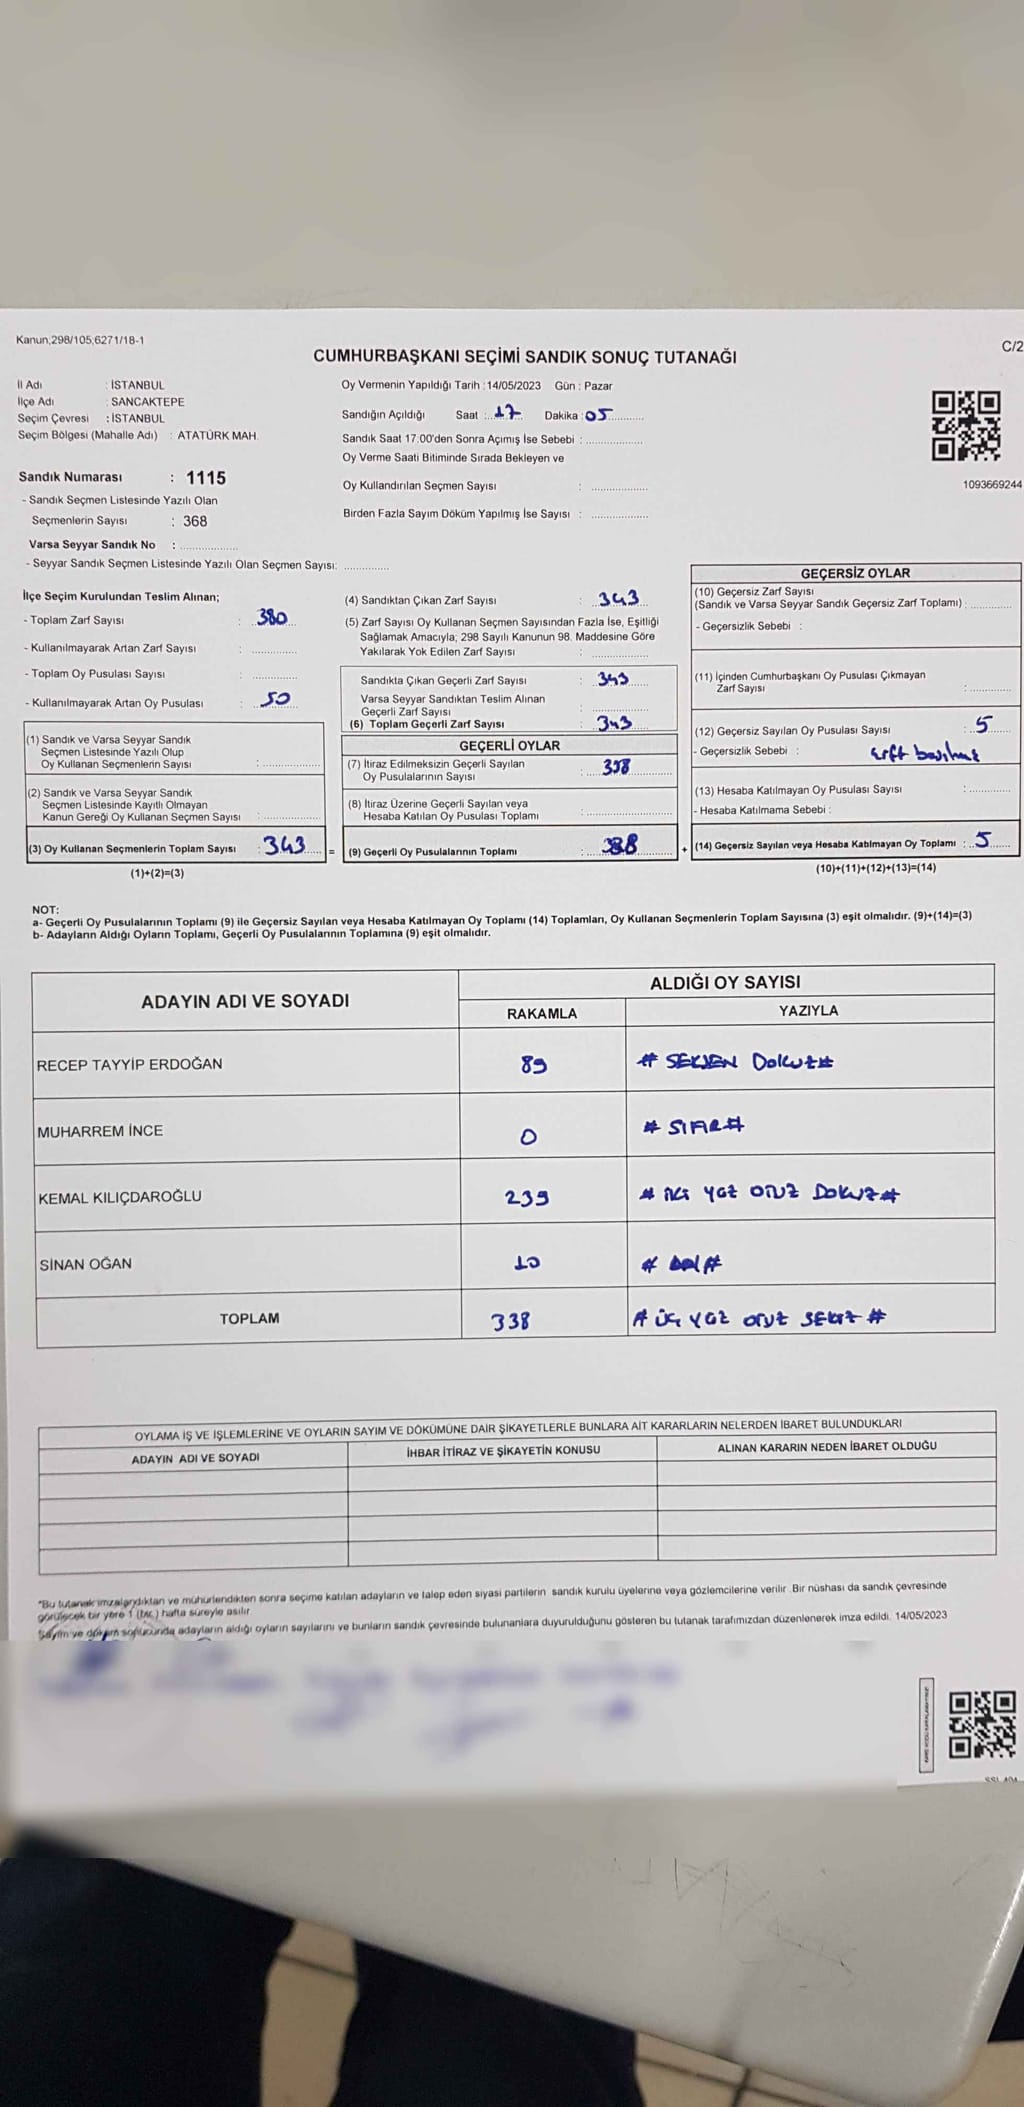 Kanun;298/105;6271/18-1
C/2
CUMHURBAŞKANI SEÇİMİ SANDIK SONUÇ TUTANAĞI
İl Adı : İSTANBUL
İlçe Adı : SANCAKTEPE
Seçim Çevresi : İSTANBUL
Seçim Bölgesi (Mahalle Adı) : ATATÜRK MAH.
Sandık Numarası : 1115
- Sandık Seçmen Listesinde Yazılı Olan
Seçmenlerin Sayısı : 368
Varsa Seyyar Sandık No : ..................
- Seyyar Sandık Seçmen Listesinde Yazılı Olan Seçmen Sayısı: ..............
Oy Vermenin Yapıldığı Tarih : 14/05/2023 Gün : Pazar
Sandığın Açıldığı Saat : 17 Dakika : 05
Sandık Saat 17.00'den Sonra Açımış İse Sebebi : ..................
Oy Verme Saati Bitiminde Sırada Bekleyen ve
Oy Kullandırılan Seçmen Sayısı : ..................
Birden Fazla Sayım Döküm Yapılmış İse Sayısı : ..................
1093669244
İlçe Seçim Kurulundan Teslim Alınan;
- Toplam Zarf Sayısı : 380
- Kullanılmayarak Artan Zarf Sayısı : ..............
- Toplam Oy Pusulası Sayısı : ..............
- Kullanılmayarak Artan Oy Pusulası : 50
(1) Sandık ve Varsa Seyyar Sandık
Seçmen Listesinde Yazılı Olup
Oy Kullanan Seçmenlerin Sayısı : ..................
(2) Sandık ve Varsa Seyyar Sandık
Seçmen Listesinde Kayıtlı Olmayan
Kanun Gereği Oy Kullanan Seçmen Sayısı : ..................
(3) Oy Kullanan Seçmenlerin Toplam Sayısı : 343 =
(1)+(2)=(3)
(4) Sandıktan Çıkan Zarf Sayısı : 343
(5) Zarf Sayısı Oy Kullanan Seçmen Sayısından Fazla İse, Eşitliği
Sağlamak Amacıyla; 298 Sayılı Kanunun 98. Maddesine Göre
Yakılarak Yok Edilen Zarf Sayısı : ..................
Sandıkta Çıkan Geçerli Zarf Sayısı : 343
Varsa Seyyar Sandıktan Teslim Alınan
Geçerli Zarf Sayısı : ..................
(6) Toplam Geçerli Zarf Sayısı : 343
GEÇERLİ OYLAR
(7) İtiraz Edilmeksizin Geçerli Sayılan
Oy Pusulalarının Sayısı : 338
(8) İtiraz Üzerine Geçerli Sayılan veya
Hesaba Katılan Oy Pusulası Toplamı : ..................
(9) Geçerli Oy Pusulalarının Toplamı : 338 +
GEÇERSİZ OYLAR
(10) Geçersiz Zarf Sayısı
(Sandık ve Varsa Seyyar Sandık Geçersiz Zarf Toplamı) : ............
- Geçersizlik Sebebi :
(11) İçinden Cumhurbaşkanı Oy Pusulası Çıkmayan
Zarf Sayısı : ............
(12) Geçersiz Sayılan Oy Pusulası Sayısı : 5
- Geçersizlik Sebebi :
(13) Hesaba Katılmayan Oy Pusulası Sayısı : ............
- Hesaba Katılmama Sebebi :
(14) Geçersiz Sayılan veya Hesaba Katılmayan Oy Toplamı : 5
(10)+(11)+(12)+(13)=(14)
NOT:
a- Geçerli Oy Pusulalarının Toplamı (9) ile Geçersiz Sayılan veya Hesaba Katılmayan Oy Toplamı (14) Toplamları, Oy Kullanan Seçmenlerin Toplam Sayısına (3) eşit olmalıdır. (9)+(14)=(3)
b- Adayların Aldığı Oyların Toplamı, Geçerli Oy Pusulalarının Toplamına (9) eşit olmalıdır.
ADAYIN ADI VE SOYADI
ALDIĞI OY SAYISI
RAKAMLA YAZIYLA
RECEP TAYYİP ERDOĞAN 89 # SEKSEN DOKUZ #
MUHARREM İNCE 0 # SIFIR #
KEMAL KILIÇDAROĞLU 239 # İKİ YÜZ OTUZ DOKUZ #
SİNAN OĞAN 10 # ON #
TOPLAM 338 # ÜÇ YÜZ OTUZ SEKİZ #
OYLAMA İŞ VE İŞLEMLERİNE VE OYLARIN SAYIM VE DÖKÜMÜNE DAİR ŞİKAYETLERLE BUNLARA AİT KARARLARIN NELERDEN İBARET BULUNDUKLARI
ADAYIN ADI VE SOYADI İHBAR İTİRAZ VE ŞİKAYETİN KONUSU ALINAN KARARIN NEDEN İBARET OLDUĞU
"Bu tutanak imzalandıktan ve mühürlendikten sonra seçime katılan adayların ve talep eden siyasi partilerin sandık kurulu üyelerine veya gözlemcilerine verilir. Bir nüshası da sandık çevresinde
görülecek bir yere 1 (bir) hafta süreyle asılır.
Sayım ve döküm sonucunda adayların aldığı oyların sayılarını ve bunların sandık çevresinde bulunanlara duyurulduğunu gösteren bu tutanak tarafımızdan düzenlenerek imza edildi. 14/05/2023